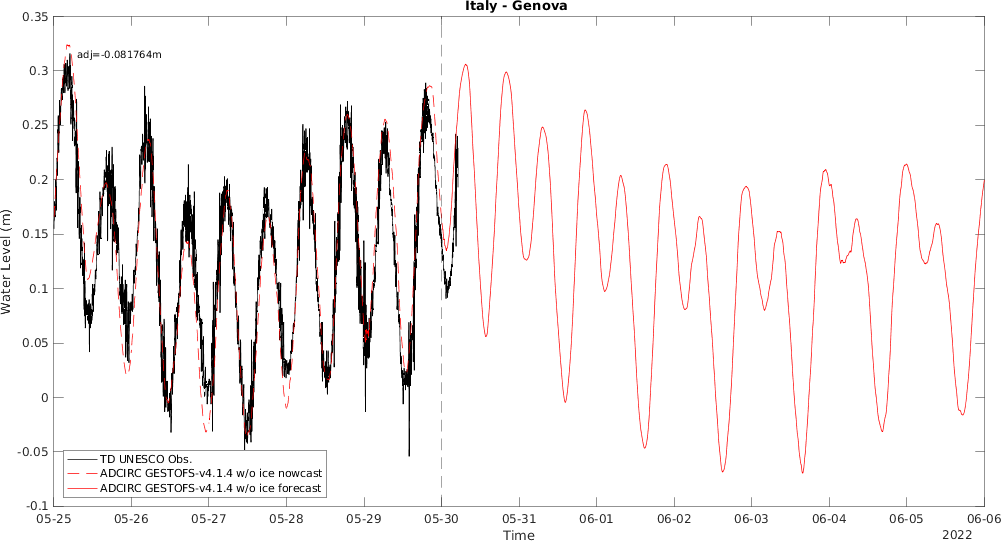 Italy - Genova
0.35
0.3
0.25
0.2
0.15
0.1
0.05
0
-0.05
-0.1
Water Level (m)
adj=-0.081764m
TD UNESCO Obs.
ADCIRC GESTOFS-v4.1.4 w/o ice nowcast
ADCIRC GESTOFS-v4.1.4 w/o ice forecast
05-25 05-26 05-27 05-28 05-29 05-30 05-31 06-01 06-02 06-03 06-04 06-05 06-06
Time
2022